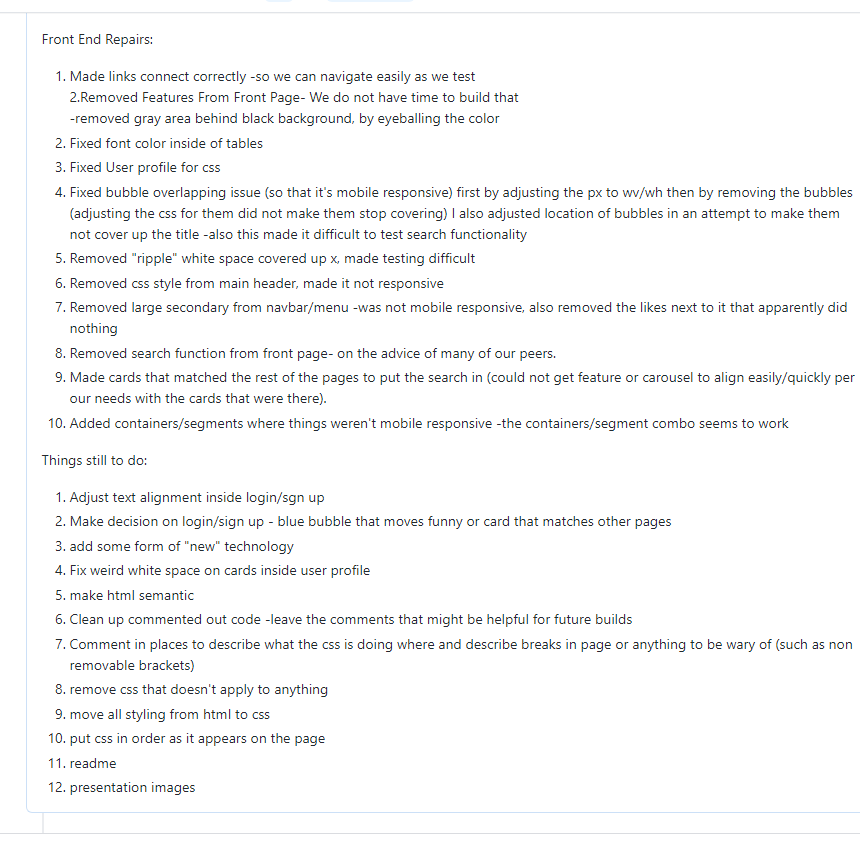 Front End Repairs:
1. Made links connect correctly -so we can navigate easily as we test
2.Removed Features From Front Page- We do not have time to build that
-removed gray area behind black background, by eyeballing the color
2. Fixed font color inside of tables
3. Fixed User profile for css
4. Fixed bubble overlapping issue (so that it's mobile responsive) first by adjusting the px to wv/wh then by removing the bubbles
(adjusting the css for them did not make them stop covering) I also adjusted location of bubbles in an attempt to make them
not cover up the title -also this made it difficult to test search functionality
5. Removed "ripple" white space covered up x, made testing difficult
6. Removed css style from main header, made it not responsive
7. Removed large secondary from navbar/menu -was not mobile responsive, also removed the likes next to it that apparently did
nothing
8. Removed search function from front page- on the advice of many of our peers.
9. Made cards that matched the rest of the pages to put the search in (could not get feature or carousel to align easily/quickly per
our needs with the cards that were there).
10. Added containers/segments where things weren't mobile responsive -the containers/segment combo seems to work
Things still to do:
1. Adjust text alignment inside login/sgn up
2. Make decision on login/sign up - blue bubble that moves funny or card that matches other pages
3. add some form of "new" technology
4. Fix weird white space on cards inside user profile
5. make html semantic
6. Clean up commented out code -leave the comments that might be helpful for future builds
7. Comment in places to describe what the css is doing where and describe breaks in page or anything to be wary of (such as non
removable brackets)
8. remove css that doesn't apply to anything
9. move all styling from html to css
10. put css in order as it appears on the page
11. readme
12. presentation images